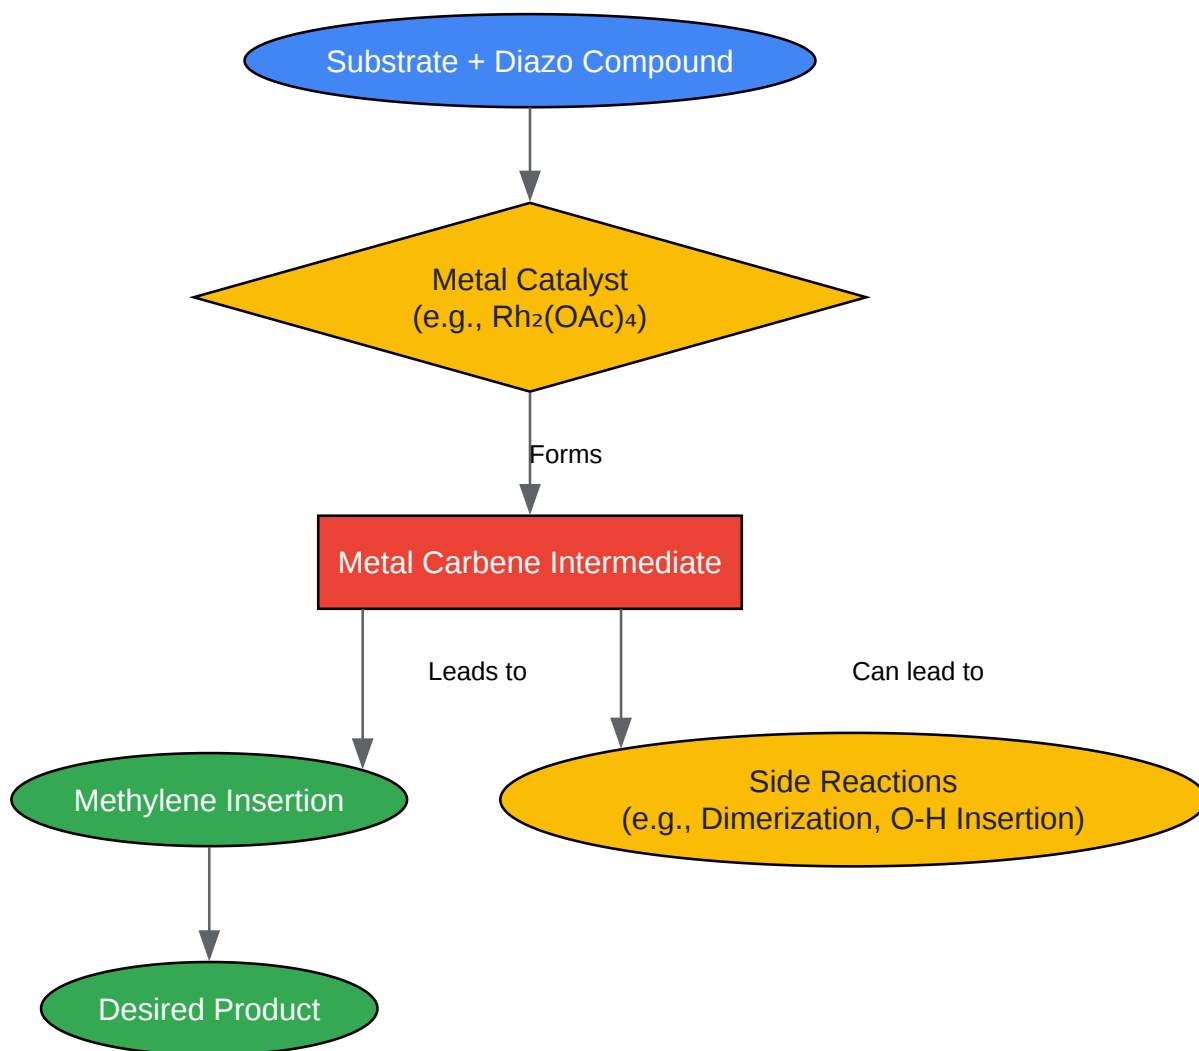 Substrate + Diazo Compound
Metal Catalyst
(e.g., Rh₂(OAc)₄)
Forms
Metal Carbene Intermediate
Leads to
Can lead to
Methylene Insertion
Side Reactions
(e.g., Dimerization, O-H Insertion)
Desired Product